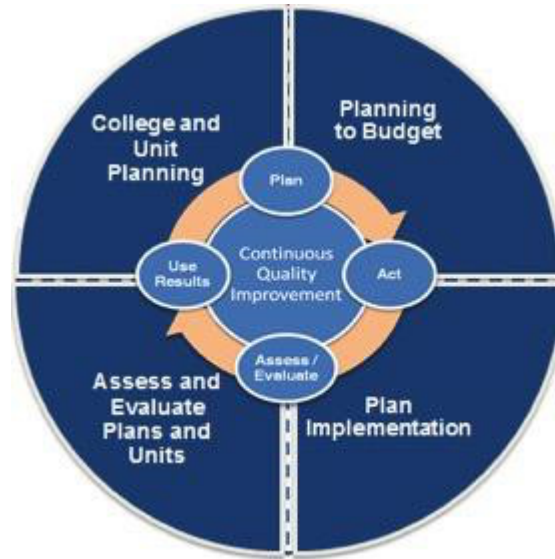 College and
Unit
Planning
Planning
to Budget
Plan
Use
Results
Continuous
Quality
Improvement
Act
Assess /
Evaluate
Assess and
Evaluate
Plans and
Units
Plan
Implementation